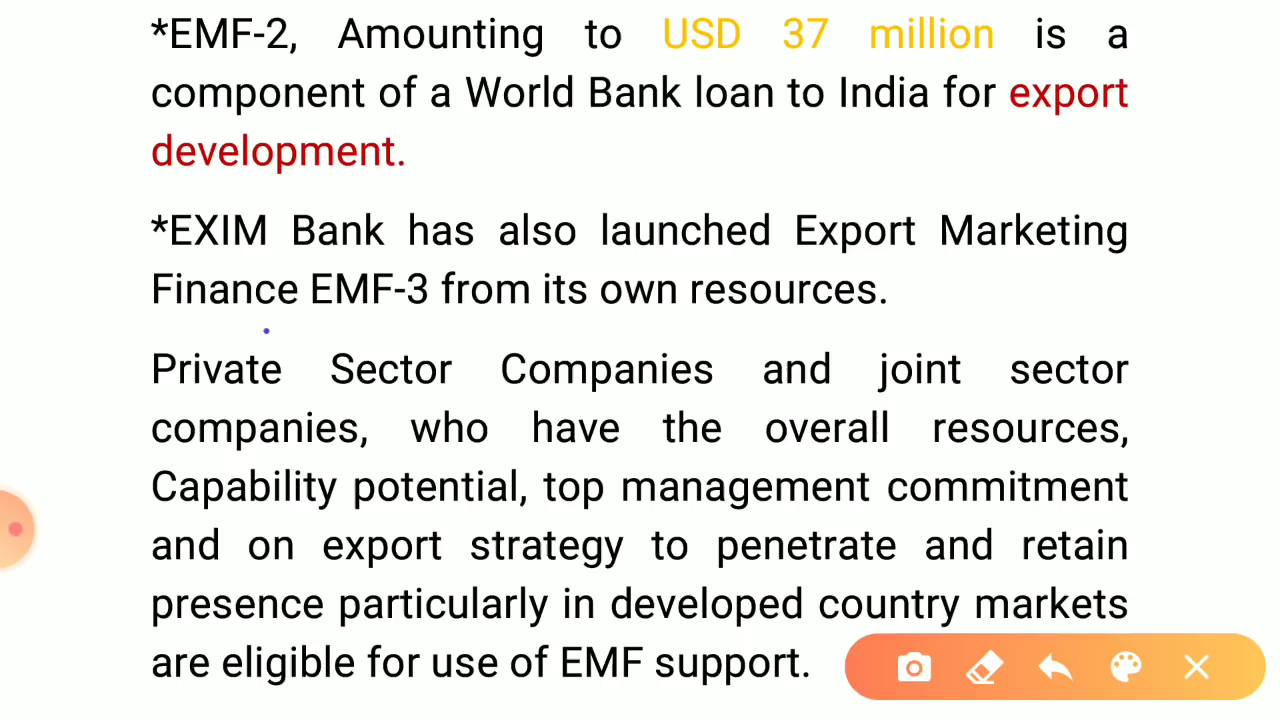 *EMF-2, Amounting to USD 37 million is a
component of a World Bank loan to India for export
development.
*EXIM Bank has also launched Export Marketing
Finance EMF-3 from its own resources.
Private Sector Companies and joint sector
companies, who have the overall resources,
Capability potential, top management commitment
and on export strategy to penetrate and retain
presence particularly in developed country markets
are eligible for use of EMF support.